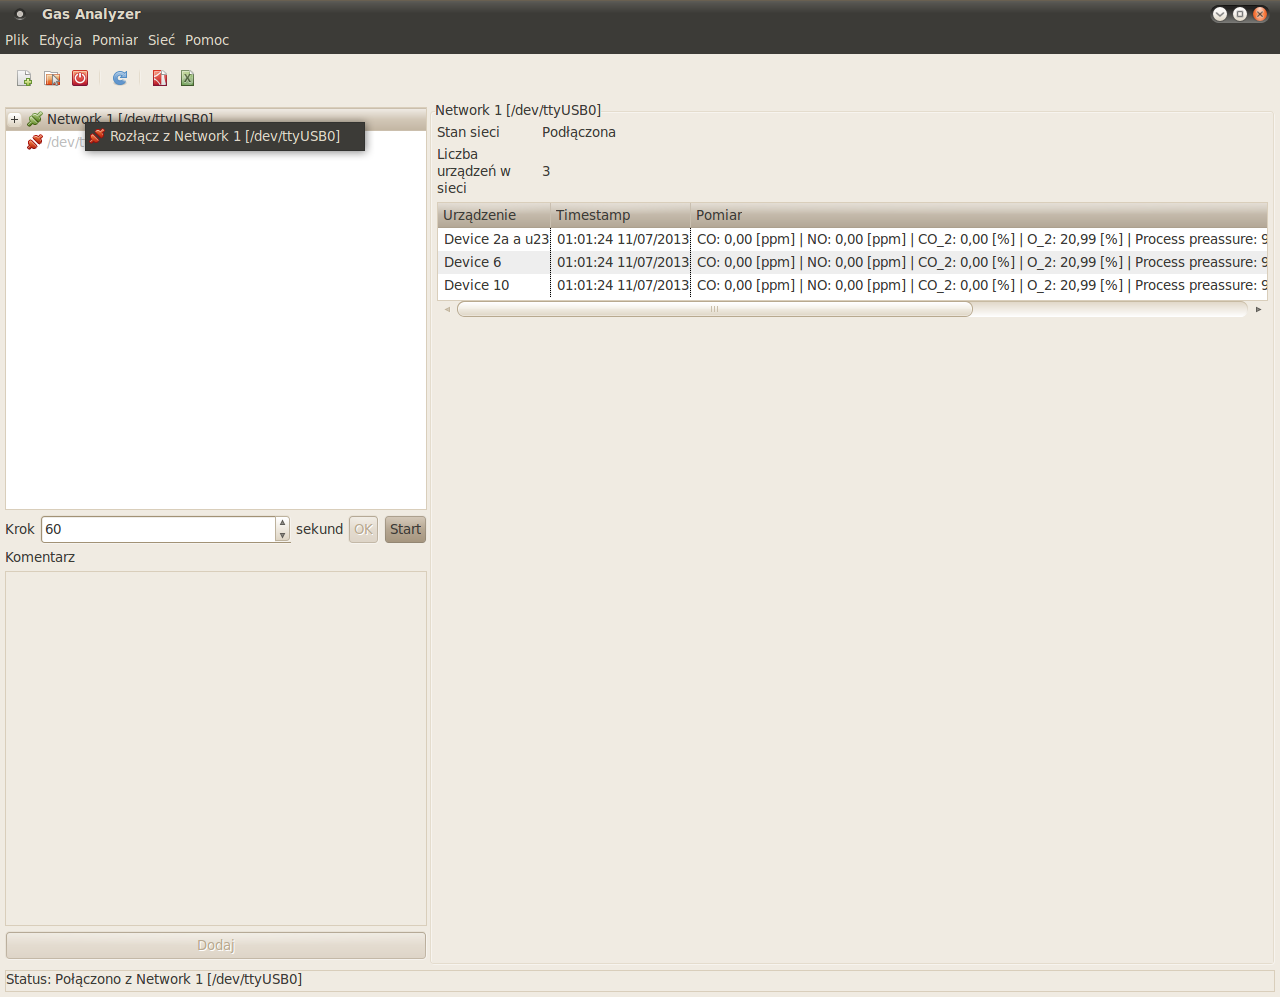 Gas Analyzer
Plik Edycja Pomiar Sieć Pomoc
Network 1 [/dev/ttyUSB0]
Rozłącz z Network 1 [/dev/ttyUSB0]
Krok 60 sekund OK Start
Komentarz
Dodaj
Network 1 [/dev/ttyUSB0]
Stan sieci Podłączona
Liczba
urządzeń w 3
sieci
Urządzenie Timestamp Pomiar
Device 2a a u23 01:01:24 11/07/2013 CO: 0,00 [ppm] | NO: 0,00 [ppm] | CO_2: 0,00 [%] | O_2: 20,99 [%] | Process preassure: 9
Device 6 01:01:24 11/07/2013 CO: 0,00 [ppm] | NO: 0,00 [ppm] | CO_2: 0,00 [%] | O_2: 20,99 [%] | Process preassure: 9
Device 10 01:01:24 11/07/2013 CO: 0,00 [ppm] | NO: 0,00 [ppm] | CO_2: 0,00 [%] | O_2: 20,99 [%] | Process preassure: 9
Status: Połączono z Network 1 [/dev/ttyUSB0]